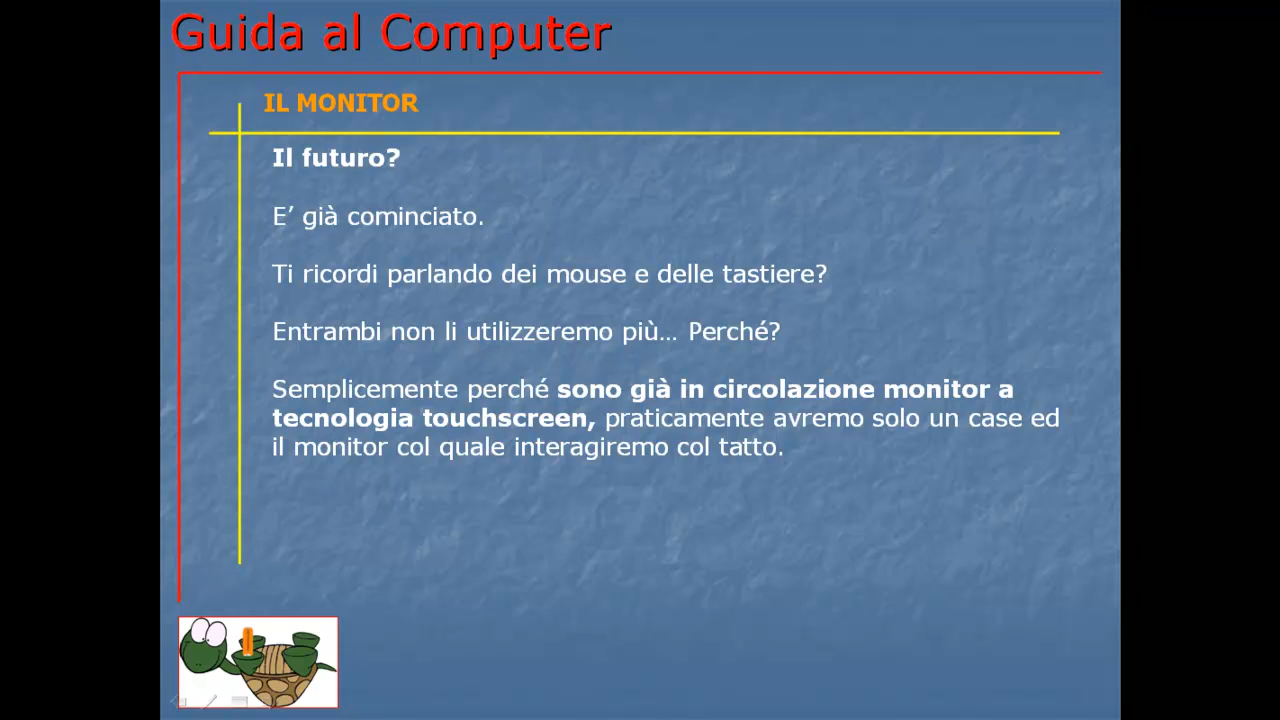 Guida al Computer
IL MONITOR
Il futuro?
E’ già cominciato.
Ti ricordi parlando dei mouse e delle tastiere?
Entrambi non li utilizzeremo più… Perché?
Semplicemente perché sono già in circolazione monitor a
tecnologia touchscreen, praticamente avremo solo un case ed
il monitor col quale interagiremo col tatto.